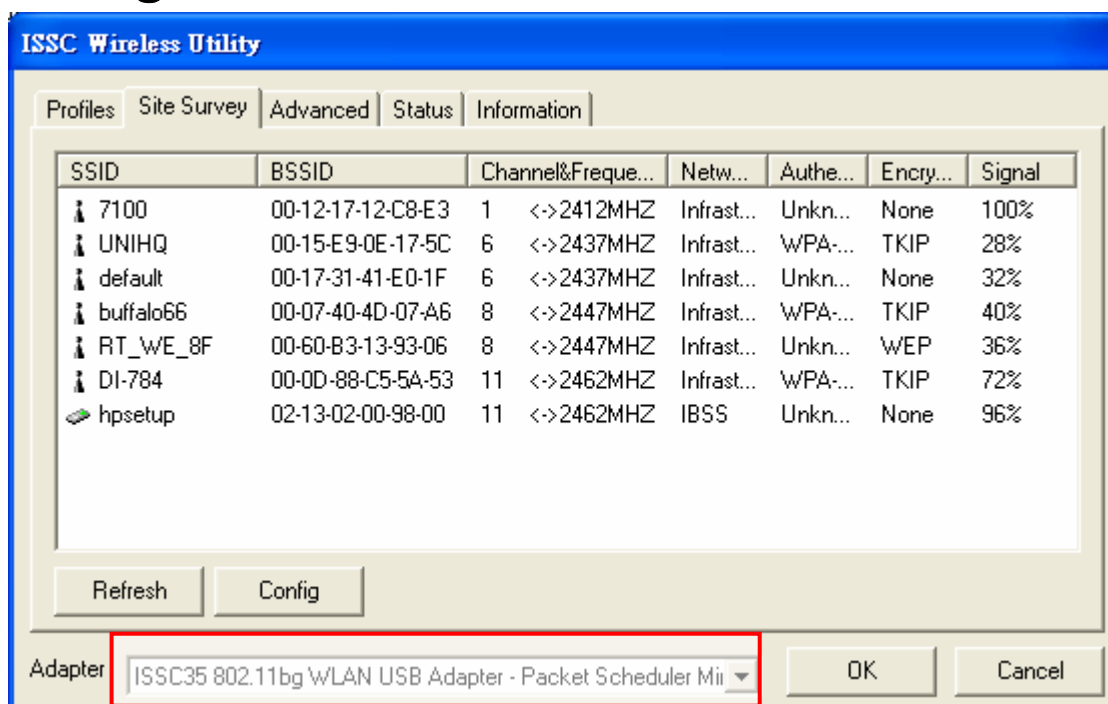 ISSC Wireless Utility
Profiles Site Survey Advanced Status Information
SSID BSSID Channel&Freque... Netw... Authe... Encry... Signal
7100 00-12-17-12-C8-E3 1 <->2412MHZ Infrast... Unkn... None 100%
UNIHQ 00-15-E9-0E-17-5C 6 <->2437MHZ Infrast... WPA-... TKIP 28%
default 00-17-31-41-E0-1F 6 <->2437MHZ Infrast... Unkn... None 32%
buffalo66 00-07-40-4D-07-A6 8 <->2447MHZ Infrast... WPA-... TKIP 40%
RT_WE_8F 00-60-B3-13-93-06 8 <->2447MHZ Infrast... Unkn... WEP 36%
DI-784 00-0D-88-C5-5A-53 11 <->2462MHZ Infrast... WPA-... TKIP 72%
hpsetup 02-13-02-00-98-00 11 <->2462MHZ IBSS Unkn... None 96%
Refresh Config
Adapter ISSC35 802.11bg WLAN USB Adapter - Packet Scheduler Mii OK Cancel